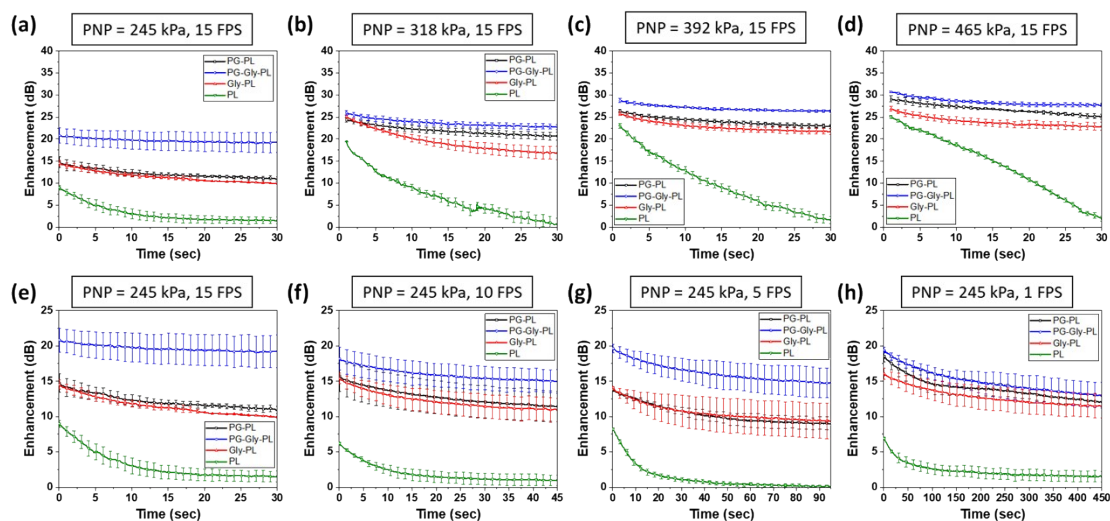 (a) PNP = 245 kPa, 15 FPS
Enhancement (dB)
40
35
30
25
20
15
10
5
0
PG-PL
PG-Gly-PL
Gly-PL
PL
0 5 10 15 20 25 30
Time (sec)
(b) PNP = 318 kPa, 15 FPS
Enhancement (dB)
40
35
30
25
20
15
10
5
0
PG-PL
PG-Gly-PL
Gly-PL
PL
0 5 10 15 20 25 30
Time (sec)
(c) PNP = 392 kPa, 15 FPS
Enhancement (dB)
40
35
30
25
20
15
10
5
0
PG-PL
PG-Gly-PL
Gly-PL
PL
0 5 10 15 20 25 30
Time (sec)
(d) PNP = 465 kPa, 15 FPS
Enhancement (dB)
40
35
30
25
20
15
10
5
0
PG-PL
PG-Gly-PL
Gly-PL
PL
0 5 10 15 20 25 30
Time (sec)
(e) PNP = 245 kPa, 15 FPS
Enhancement (dB)
25
20
15
10
5
0
PG-PL
PG-Gly-PL
Gly-PL
PL
0 5 10 15 20 25 30
Time (sec)
(f) PNP = 245 kPa, 10 FPS
Enhancement (dB)
25
20
15
10
5
0
PG-PL
PG-Gly-PL
Gly-PL
PL
0 5 10 15 20 25 30 35 40 45
Time (sec)
(g) PNP = 245 kPa, 5 FPS
Enhancement (dB)
25
20
15
10
5
0
PG-PL
PG-Gly-PL
Gly-PL
PL
0 10 20 30 40 50 60 70 80 90
Time (sec)
(h) PNP = 245 kPa, 1 FPS
Enhancement (dB)
25
20
15
10
5
0
PG-PL
PG-Gly-PL
Gly-PL
PL
0 50 100 150 200 250 300 350 400 450
Time (sec)